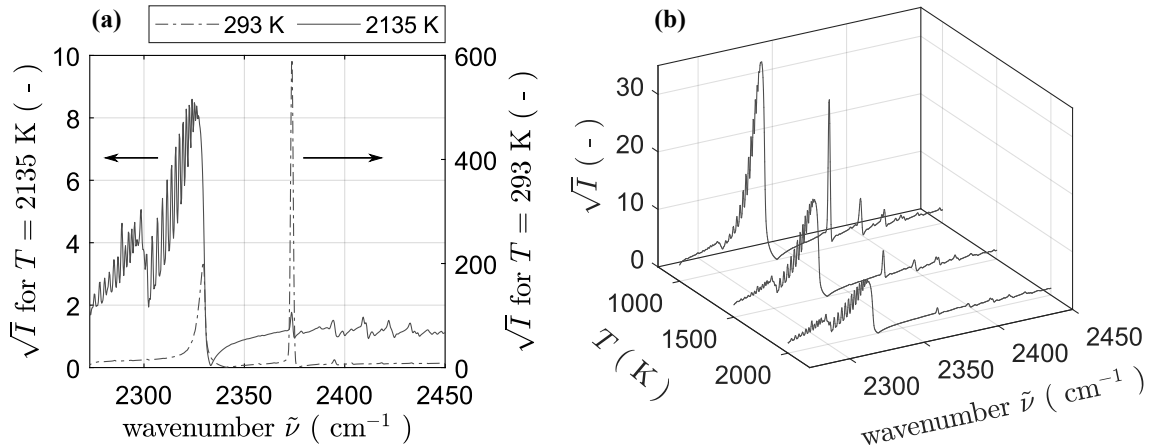 (a)
293 K
2135 K
10
8
6
4
2
0
600
400
200
0
2300
2350
2400
2450
√I for T = 2135 K ( - )
√I for T = 293 K ( - )
wavenumber ν̃ ( cm⁻¹ )
(b)
30
20
10
0
√I ( - )
1000
1500
2000
T ( K )
2300
2350
2400
2450
wavenumber ν̃ ( cm⁻¹ )